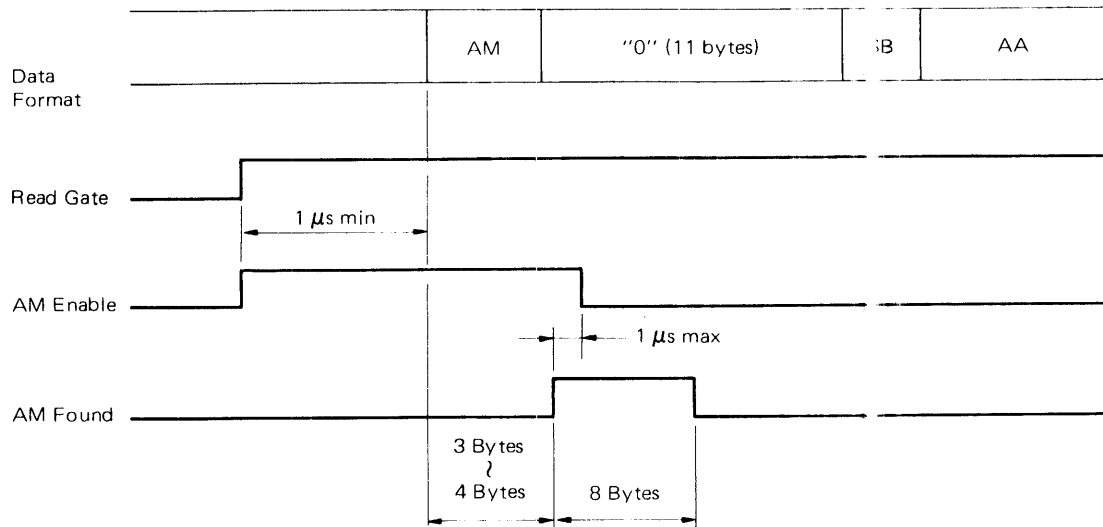 AM "0" (11 bytes) SB AA
Data
Format
Read Gate
1 μs min
AM Enable
1 μs max
AM Found
3 Bytes
~
4 Bytes
8 Bytes